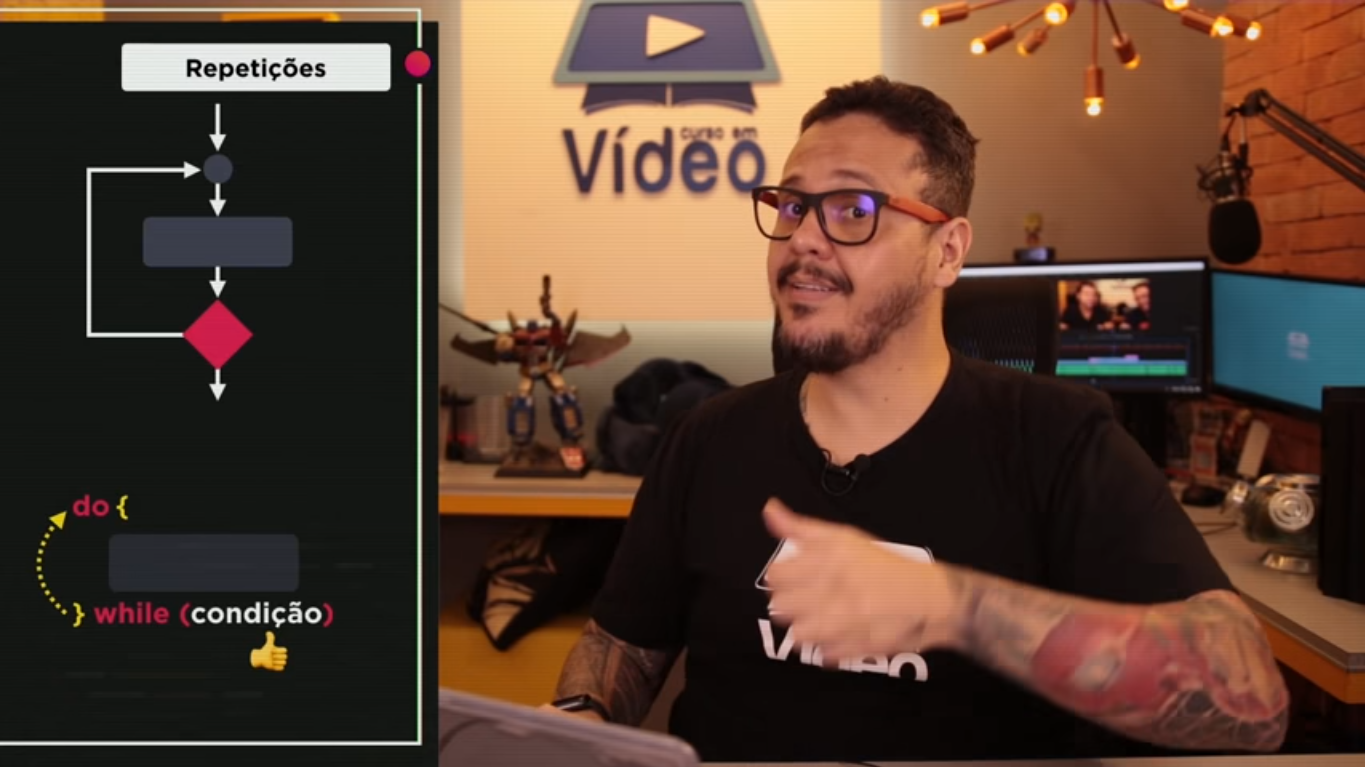 Repetições
do {
} while (condição)
curso em
Vídeo
Vídeo